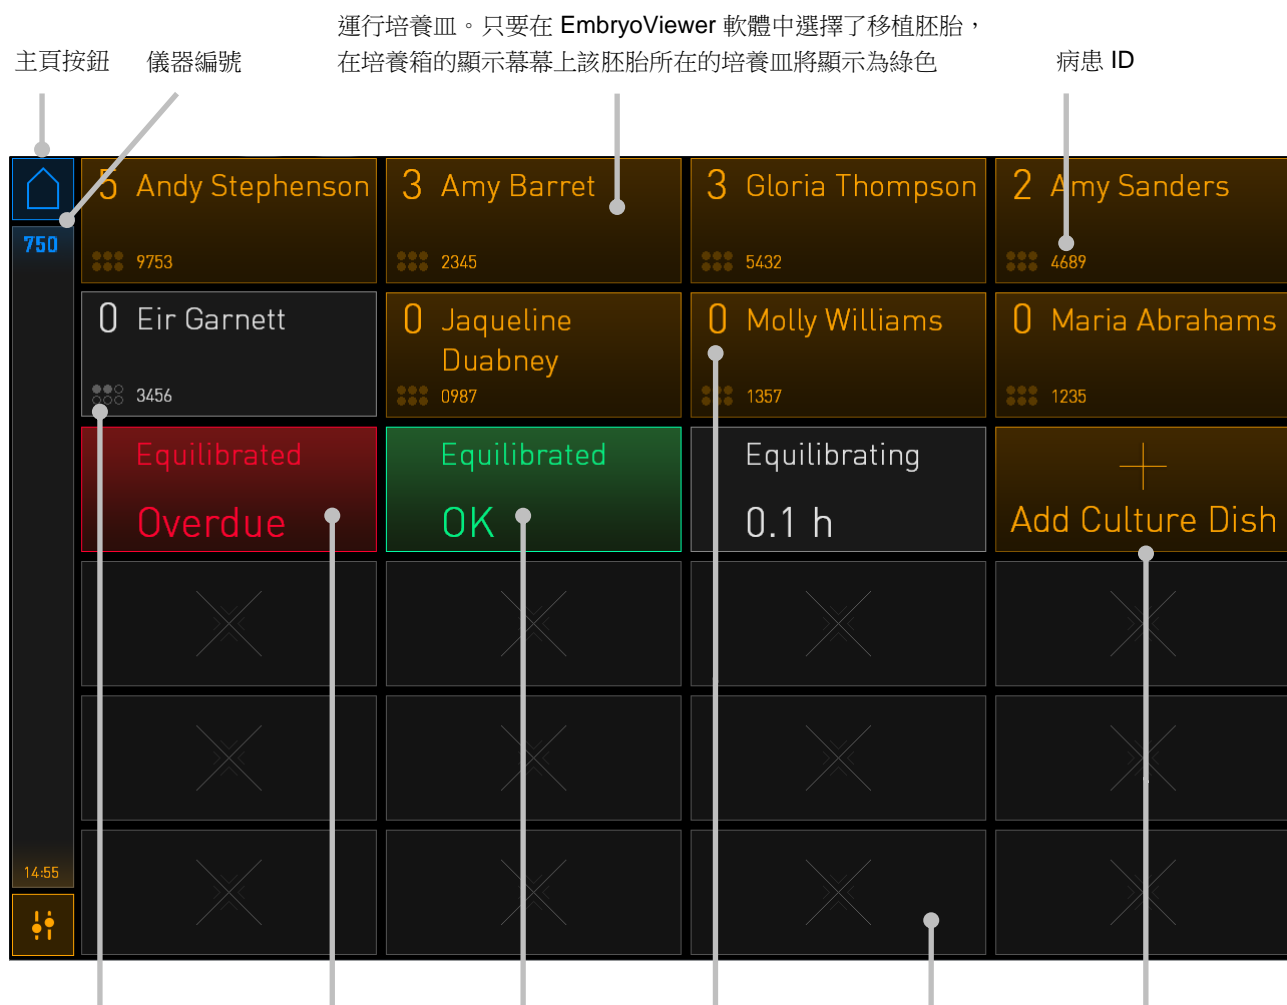 運行培養皿。只要在 EmbryoViewer 軟體中選擇了移植胚胎，
主頁按鈕 儀器編號 在培養箱的顯示幕幕上該胚胎所在的培養皿將顯示為綠色 病患 ID
5 Andy Stephenson 3 Amy Barret 3 Gloria Thompson 2 Amy Sanders
750
9753 2345 5432 4689
0 Eir Garnett 0 Jaqueline 0 Molly Williams 0 Maria Abrahams
Duabney
3456 0987 1357 1235
Equilibrated Equilibrated Equilibrating
Overdue OK 0.1 h Add Culture Dish
14:55